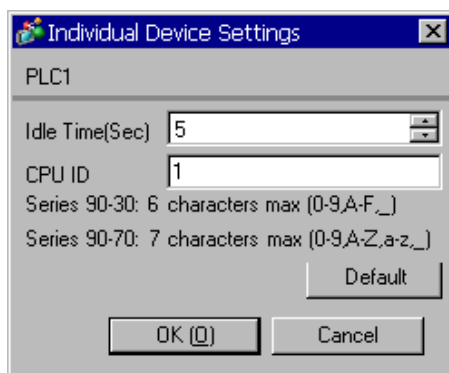 Individual Device Settings
PLC1
Idle Time(Sec) 5
CPU ID 1
Series 90-30: 6 characters max (0-9,A-F,_)
Series 90-70: 7 characters max (0-9,A-Z,a-z,_)
Default
OK (O) Cancel